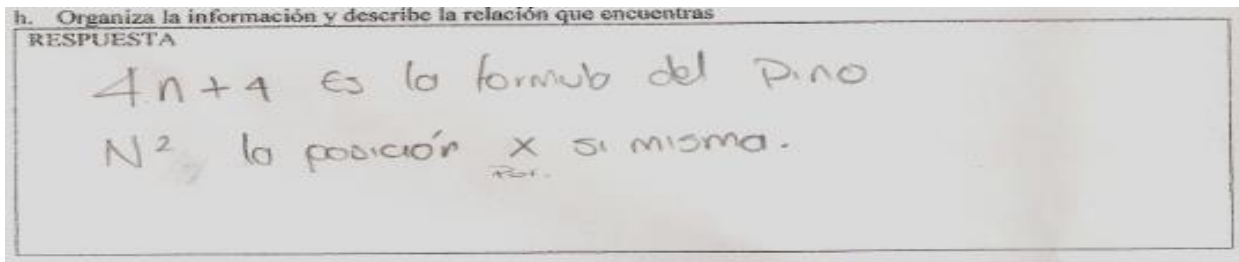 h. Organiza la información y describe la relación que encuentras
RESPUESTA
4n+4 es la formula del pino
N² la posición x si misma.
Por.